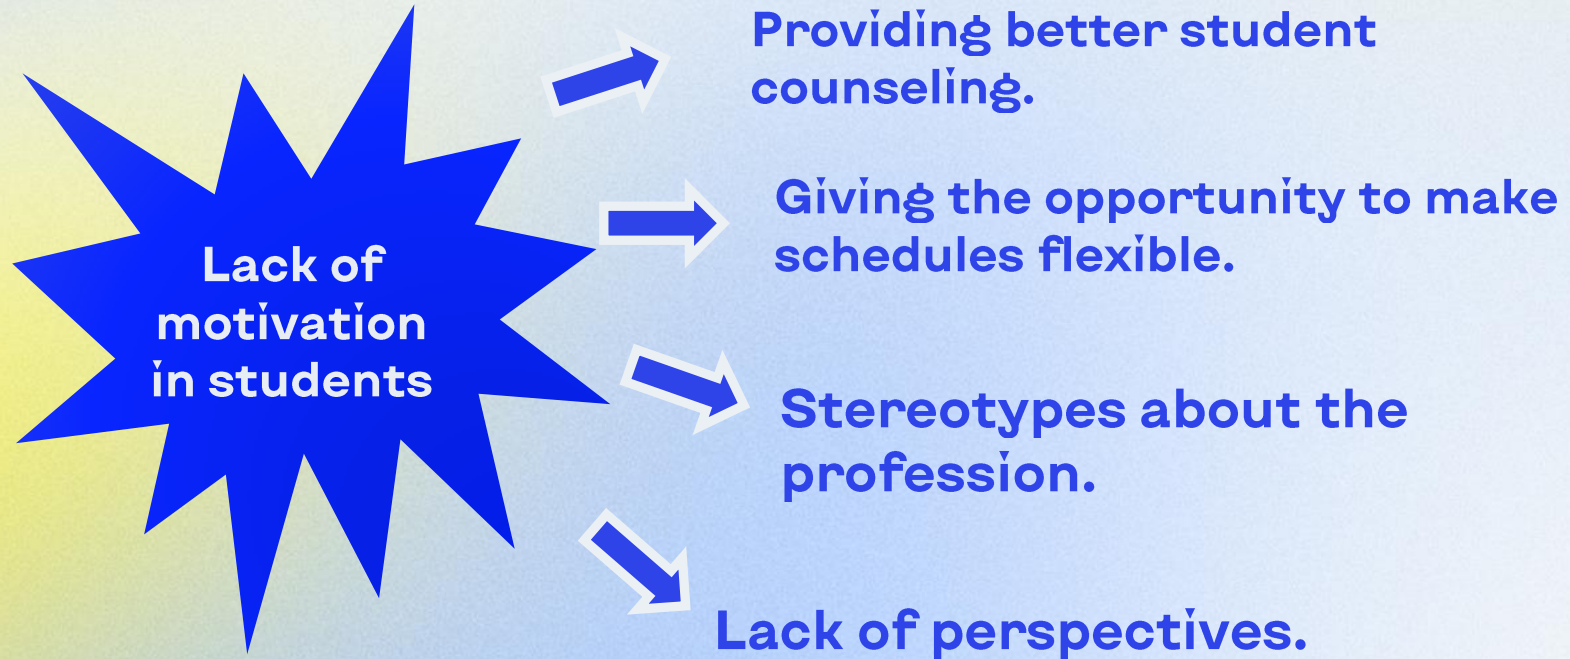 Lack of
motivation
in students
Providing better student
counseling.
Giving the opportunity to make
schedules flexible.
Stereotypes about the
profession.
Lack of perspectives.